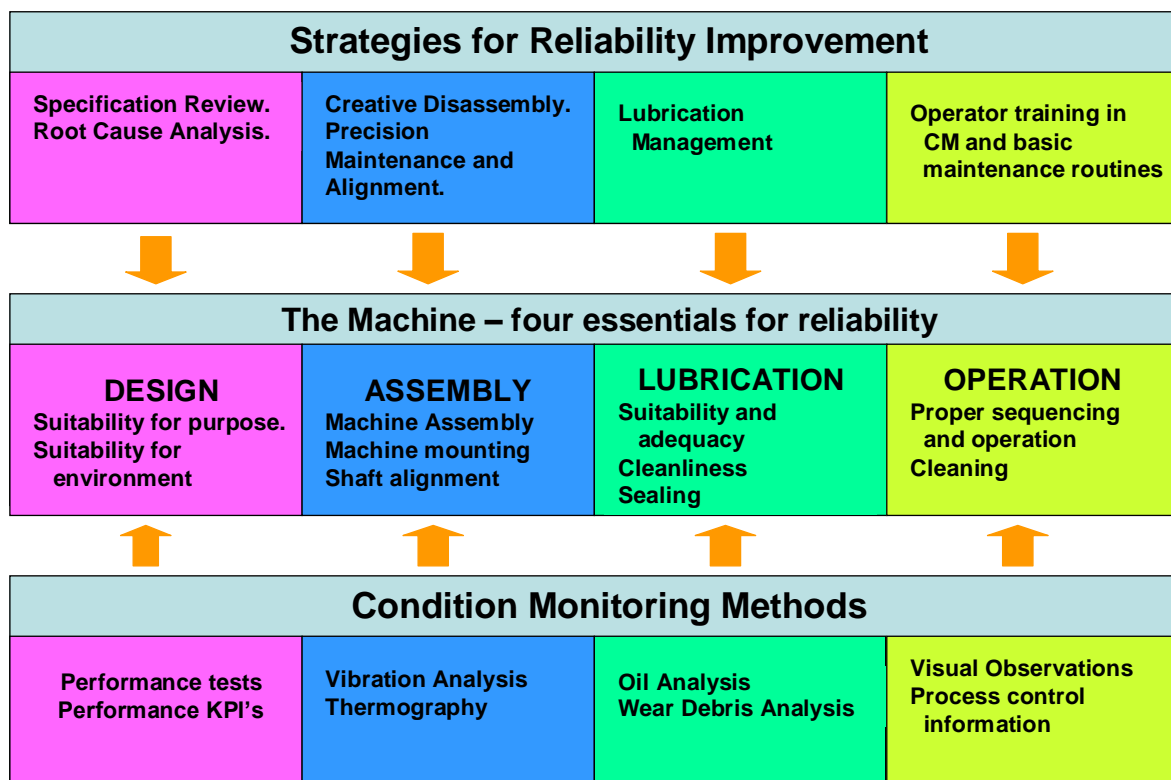 Strategies for Reliability Improvement
Specification Review.
Root Cause Analysis.
Creative Disassembly.
Precision
Maintenance and
Alignment.
Lubrication
Management
Operator training in
CM and basic
maintenance routines
The Machine – four essentials for reliability
DESIGN
Suitability for purpose.
Suitability for
environment
ASSEMBLY
Machine Assembly
Machine mounting
Shaft alignment
LUBRICATION
Suitability and
adequacy
Cleanliness
Sealing
OPERATION
Proper sequencing
and operation
Cleaning
Condition Monitoring Methods
Performance tests
Performance KPI's
Vibration Analysis
Thermography
Oil Analysis
Wear Debris Analysis
Visual Observations
Process control
information